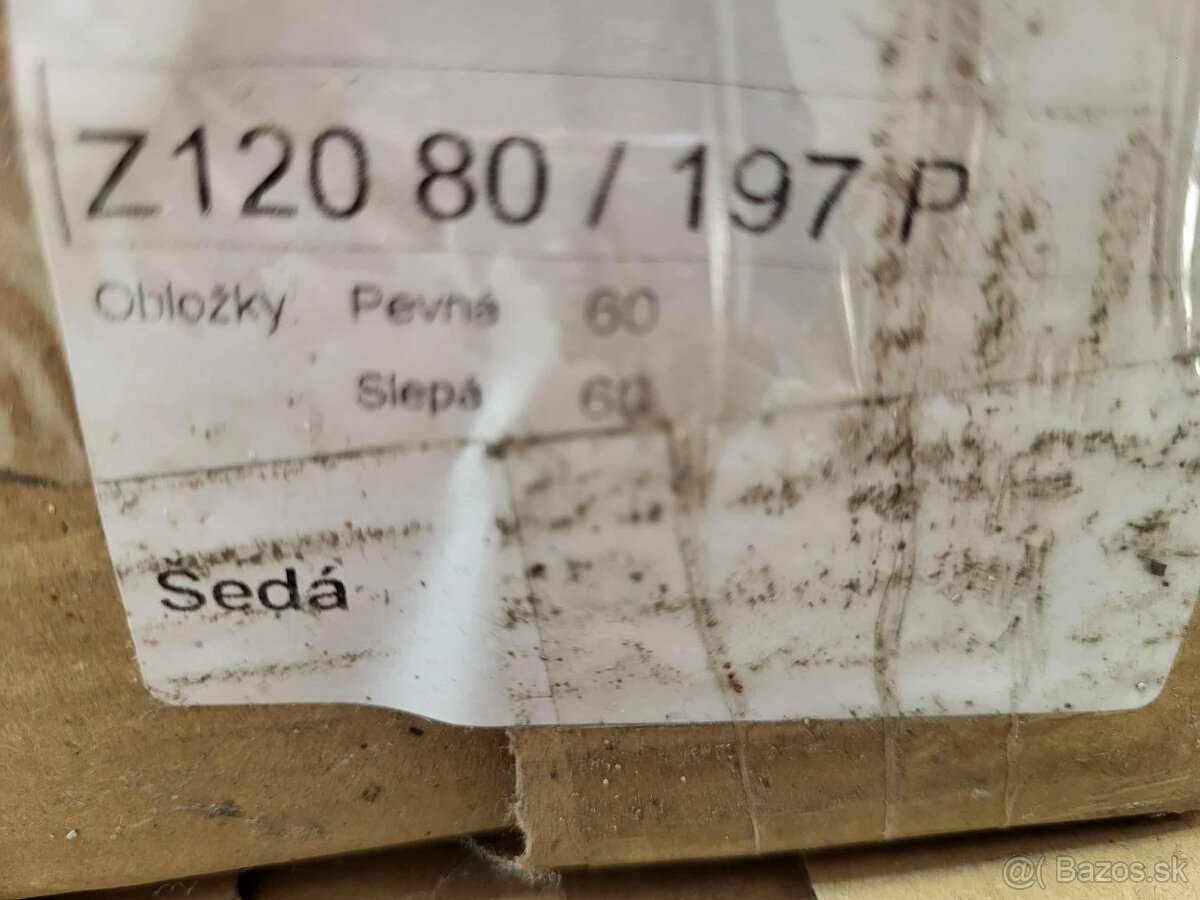 Z120 80 / 197 P
Obložky Pevná 60
Slepá 60
Šedá
@( Bazos.sk